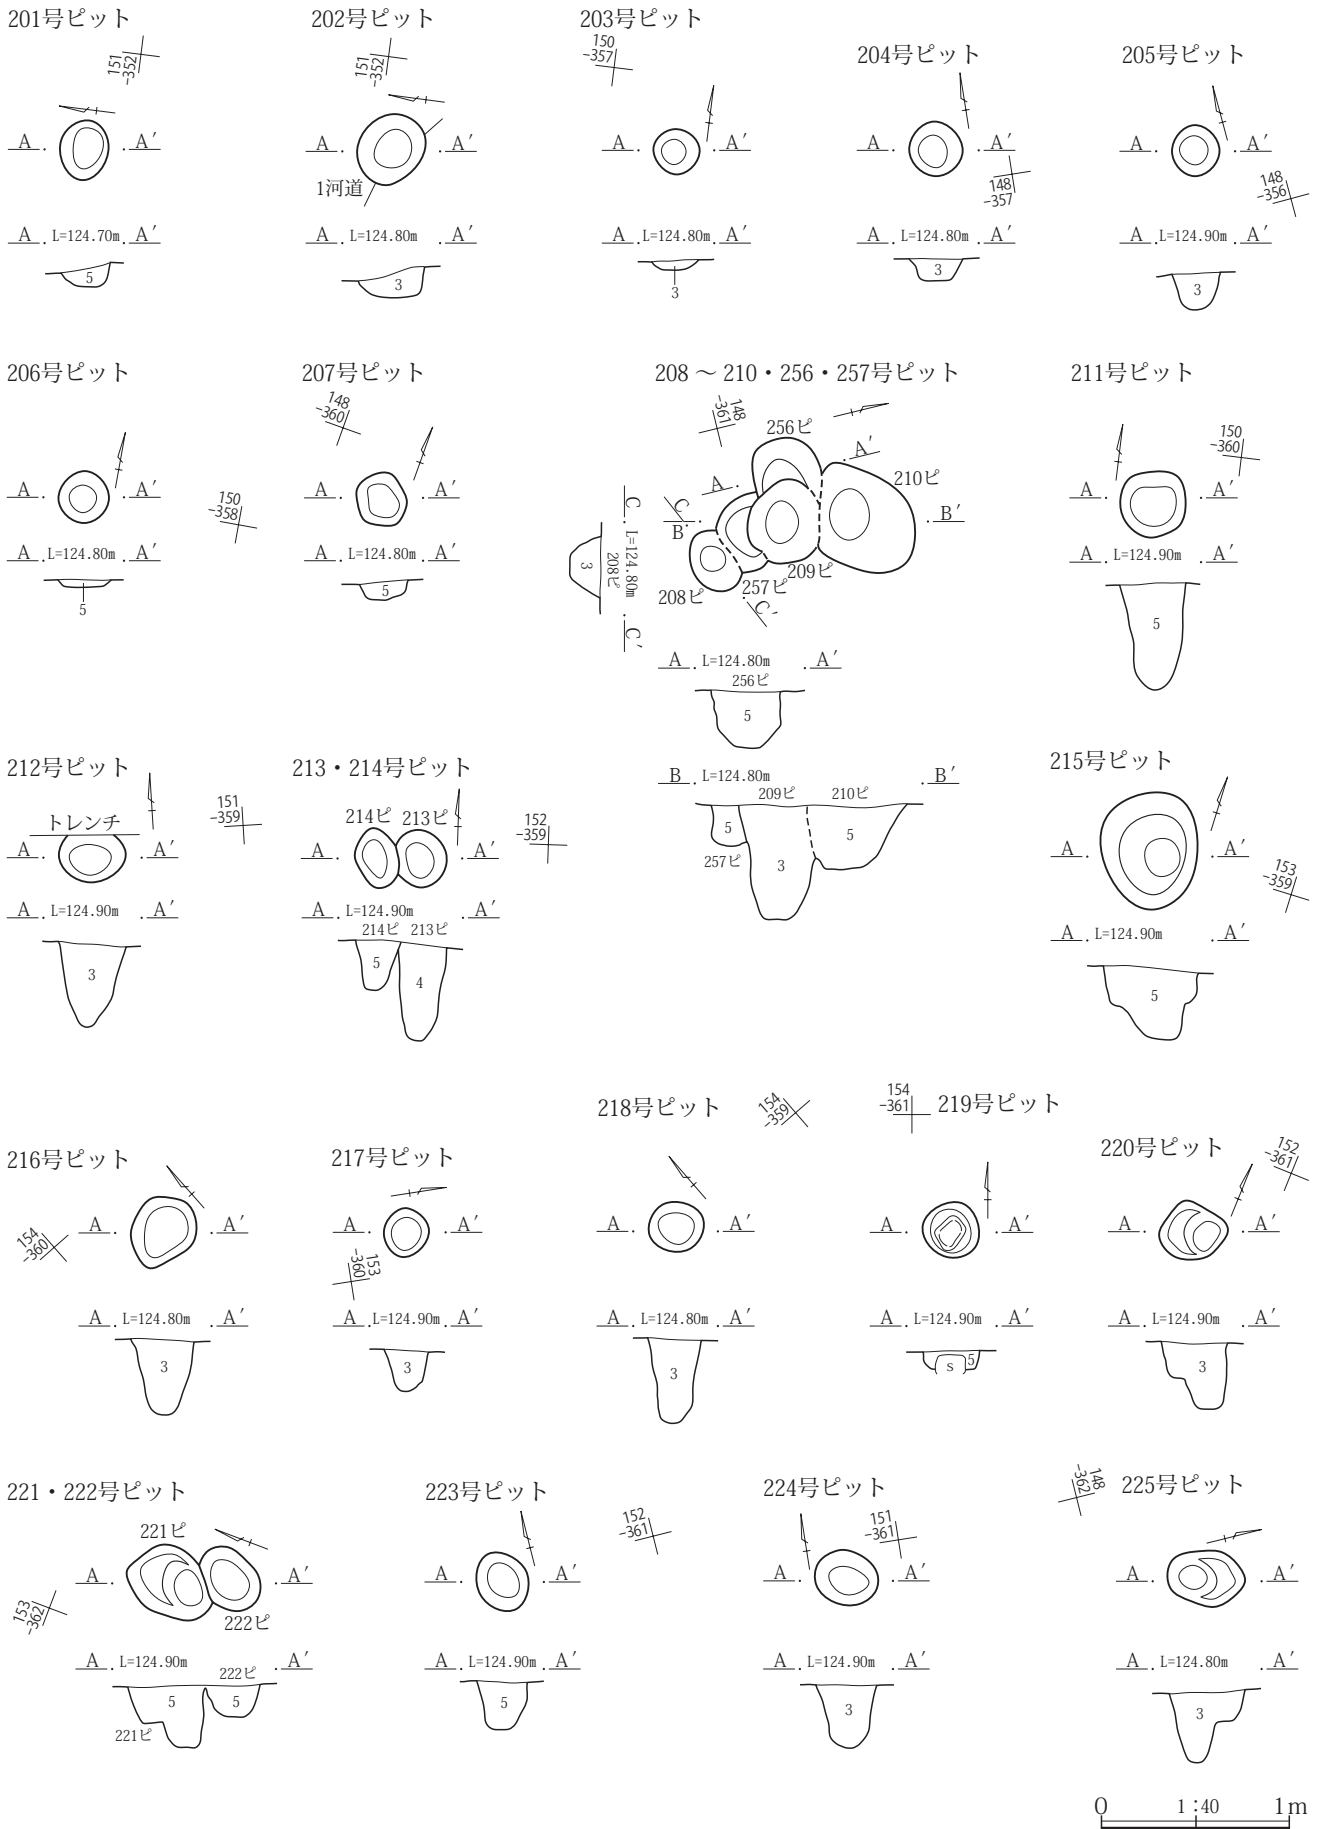 201号ピット
151
-352
A A′
A L=124.70m A′
5
202号ピット
151
-352
A A′
1河道
A L=124.80m A′
3
203号ピット
150
-357
A A′
A L=124.80m A′
3
204号ピット
A A′
148
-357
A L=124.80m A′
3
205号ピット
A A′
148
-356
A L=124.90m A′
3
206号ピット
A A′
150
-358
A L=124.80m A′
5
207号ピット
148
-360
A A′
A L=124.80m A′
5
208 ～ 210・256・257号ピット
148
-361
256ピ
A′
210ピ
A
C
B B′
209ピ
257ピ
208ピ
C′
C L=124.80m C′
208ピ
3
A L=124.80m A′
256ピ
5
B L=124.80m B′
209ピ 210ピ
5 5
257ピ
3
211号ピット
150
-360
A A′
A L=124.90m A′
5
212号ピット
トレンチ
151
-359
A A′
A L=124.90m A′
3
213・214号ピット
214ピ 213ピ
152
-359
A A′
A L=124.90m A′
214ピ 213ピ
5
4
215号ピット
A A′
153
-359
A L=124.90m A′
5
216号ピット
154
-360
A A′
A L=124.80m A′
3
217号ピット
A A′
153
-360
A L=124.90m A′
3
218号ピット
154
-359
A A′
A L=124.80m A′
3
154
-361
219号ピット
A A′
A L=124.90m A′
S 5
220号ピット
152
-361
A A′
A L=124.90m A′
3
221・222号ピット
221ピ
A A′
153
-362
222ピ
A L=124.90m A′
222ピ
5 5
221ピ
223号ピット
152
-361
A A′
A L=124.90m A′
5
224号ピット
151
-361
A A′
A L=124.90m A′
3
148
-362
225号ピット
A A′
A L=124.80m A′
3
0 1：40 1m